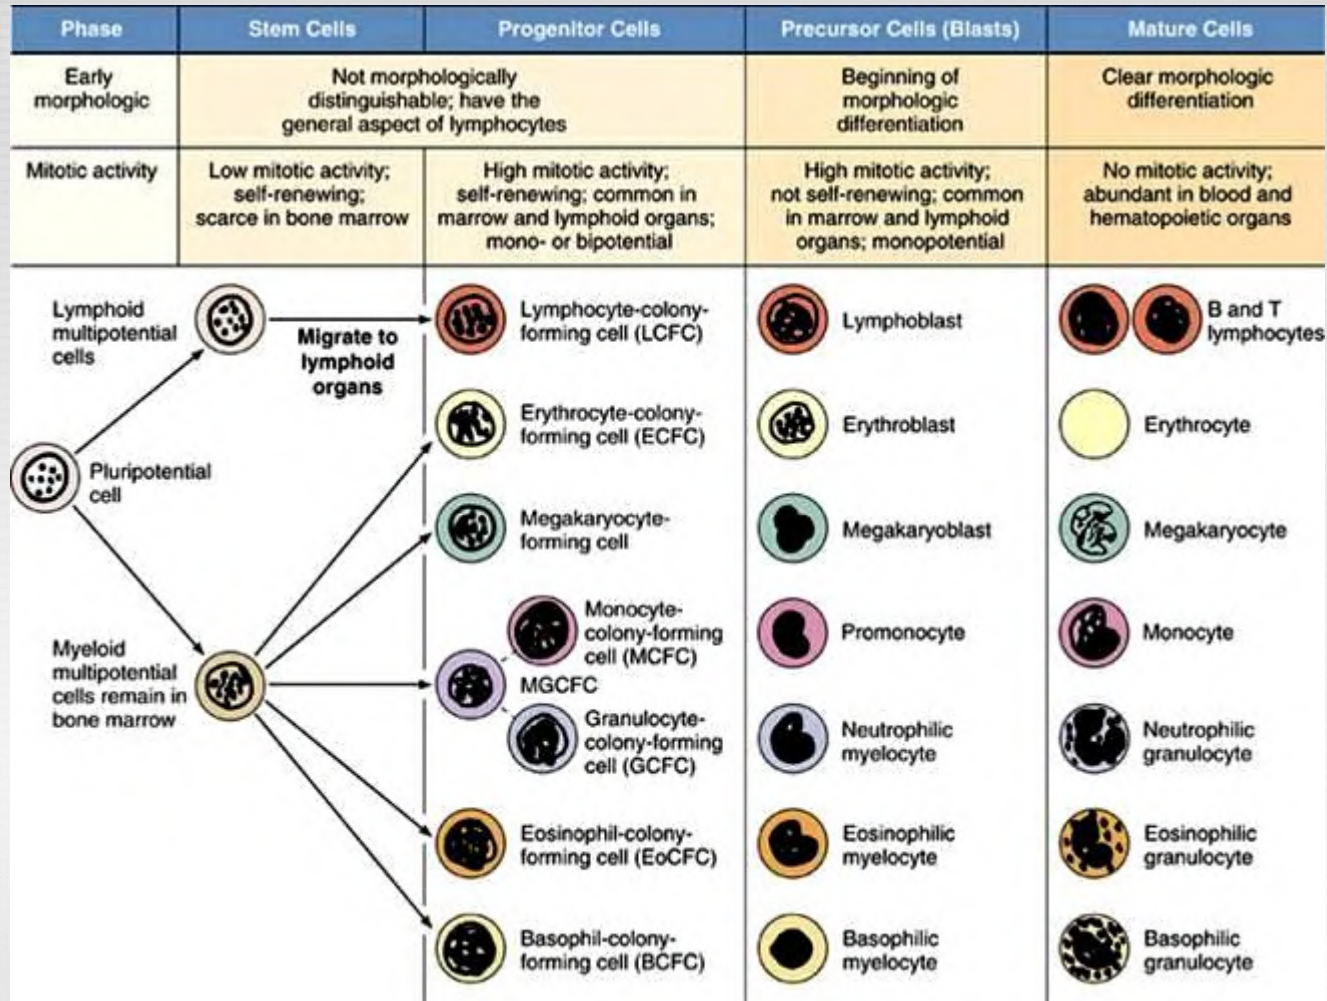 Phase
Stem Cells
Progenitor Cells
Precursor Cells (Blasts)
Mature Cells
Early
morphologic
Not morphologically
distinguishable; have the
general aspect of lymphocytes
Beginning of
morphologic
differentiation
Clear morphologic
differentiation
Mitotic activity
Low mitotic activity;
self-renewing;
scarce in bone marrow
High mitotic activity;
self-renewing; common in
marrow and lymphoid organs;
mono- or bipotential
High mitotic activity;
not self-renewing; common
in marrow and lymphoid
organs; monopotential
No mitotic activity;
abundant in blood and
hematopoietic organs
Lymphoid
multipotential
cells
Migrate to
lymphoid
organs
Lymphocyte-colony-
forming cell (LCFC)
Lymphoblast
B and T
lymphocytes
Erythrocyte-colony-
forming cell (ECFC)
Erythroblast
Erythrocyte
Pluripotential
cell
Megakaryocyte-
forming cell
Megakaryoblast
Megakaryocyte
Myeloid
multipotential
cells remain in
bone marrow
Monocyte-
colony-forming
cell (MCFC)
Promonocyte
Monocyte
MGCFC
Granulocyte-
colony-forming
cell (GCFC)
Neutrophilic
myelocyte
Neutrophilic
granulocyte
Eosinophil-colony-
forming cell (EoCFC)
Eosinophilic
myelocyte
Eosinophilic
granulocyte
Basophil-colony-
forming cell (BCFC)
Basophilic
myelocyte
Basophilic
granulocyte